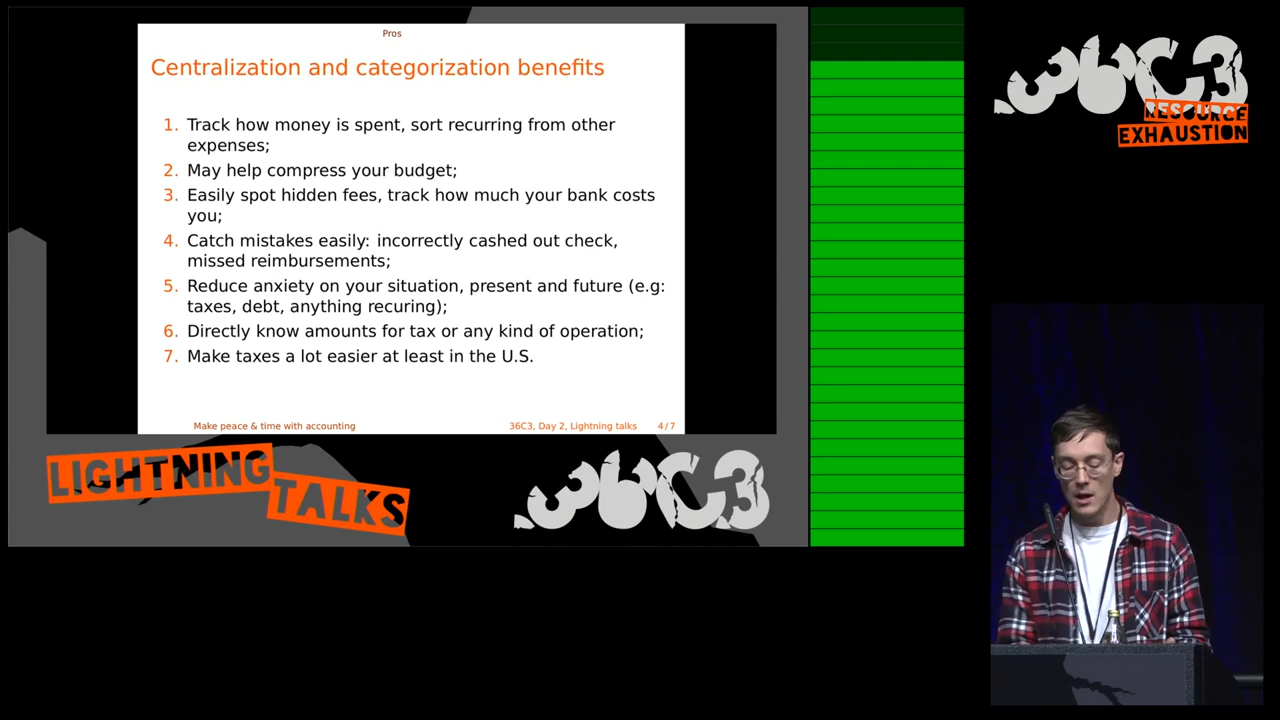 Pros
Centralization and categorization benefits
1. Track how money is spent, sort recurring from other
expenses;
2. May help compress your budget;
3. Easily spot hidden fees, track how much your bank costs
you;
4. Catch mistakes easily: incorrectly cashed out check,
missed reimbursements;
5. Reduce anxiety on your situation, present and future (e.g:
taxes, debt, anything recuring);
6. Directly know amounts for tax or any kind of operation;
7. Make taxes a lot easier at least in the U.S.
Make peace & time with accounting 36C3, Day 2, Lightning talks 4/7
LIGHTNING
TALKS
36C3
36C3
RESOURCE
EXHAUSTION